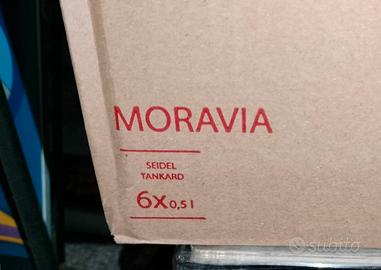 MORAVIA
SEIDEL
TANKARD
6x0,5 l
subito